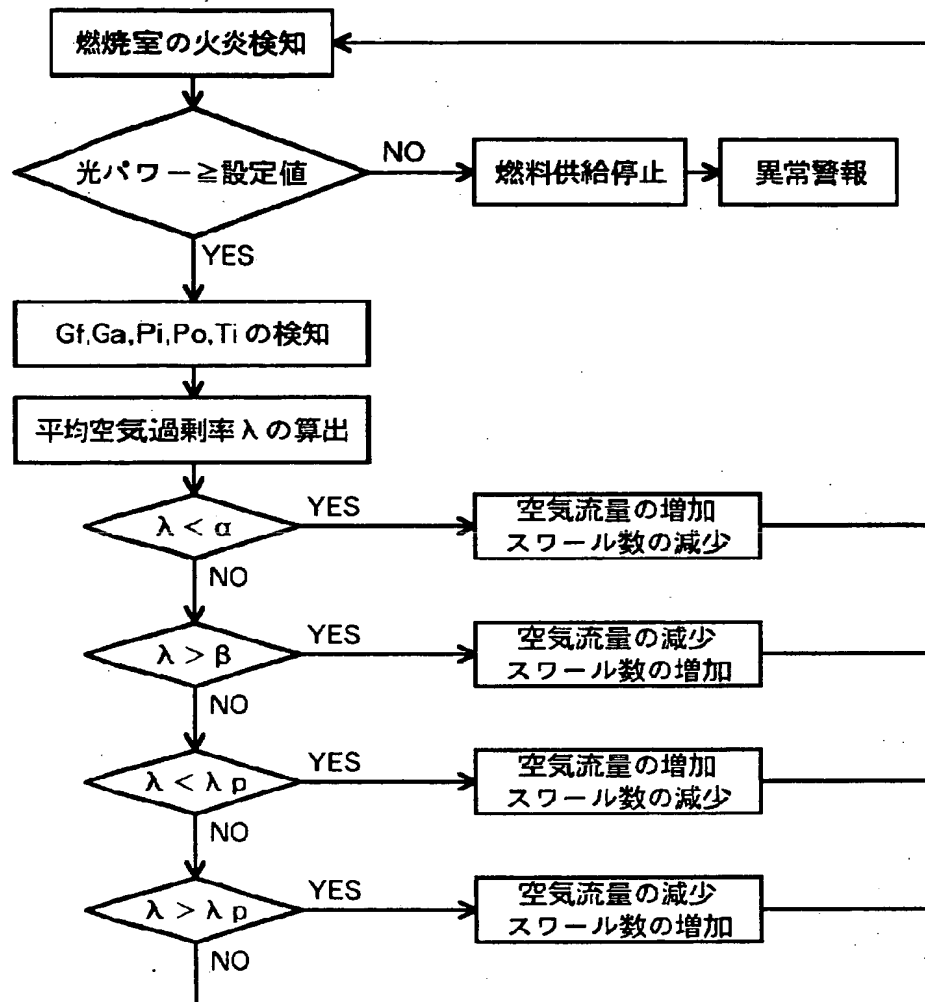 燃焼室の火炎検知
光パワー≧設定値
NO
燃料供給停止
異常警報
YES
Gf,Ga,Pi,Po,Tiの検知
平均空気過剰率λの算出
λ < α
YES
空気流量の増加
スワール数の減少
NO
λ > β
YES
空気流量の減少
スワール数の増加
NO
λ < λp
YES
空気流量の増加
スワール数の減少
NO
λ > λp
YES
空気流量の減少
スワール数の増加
NO